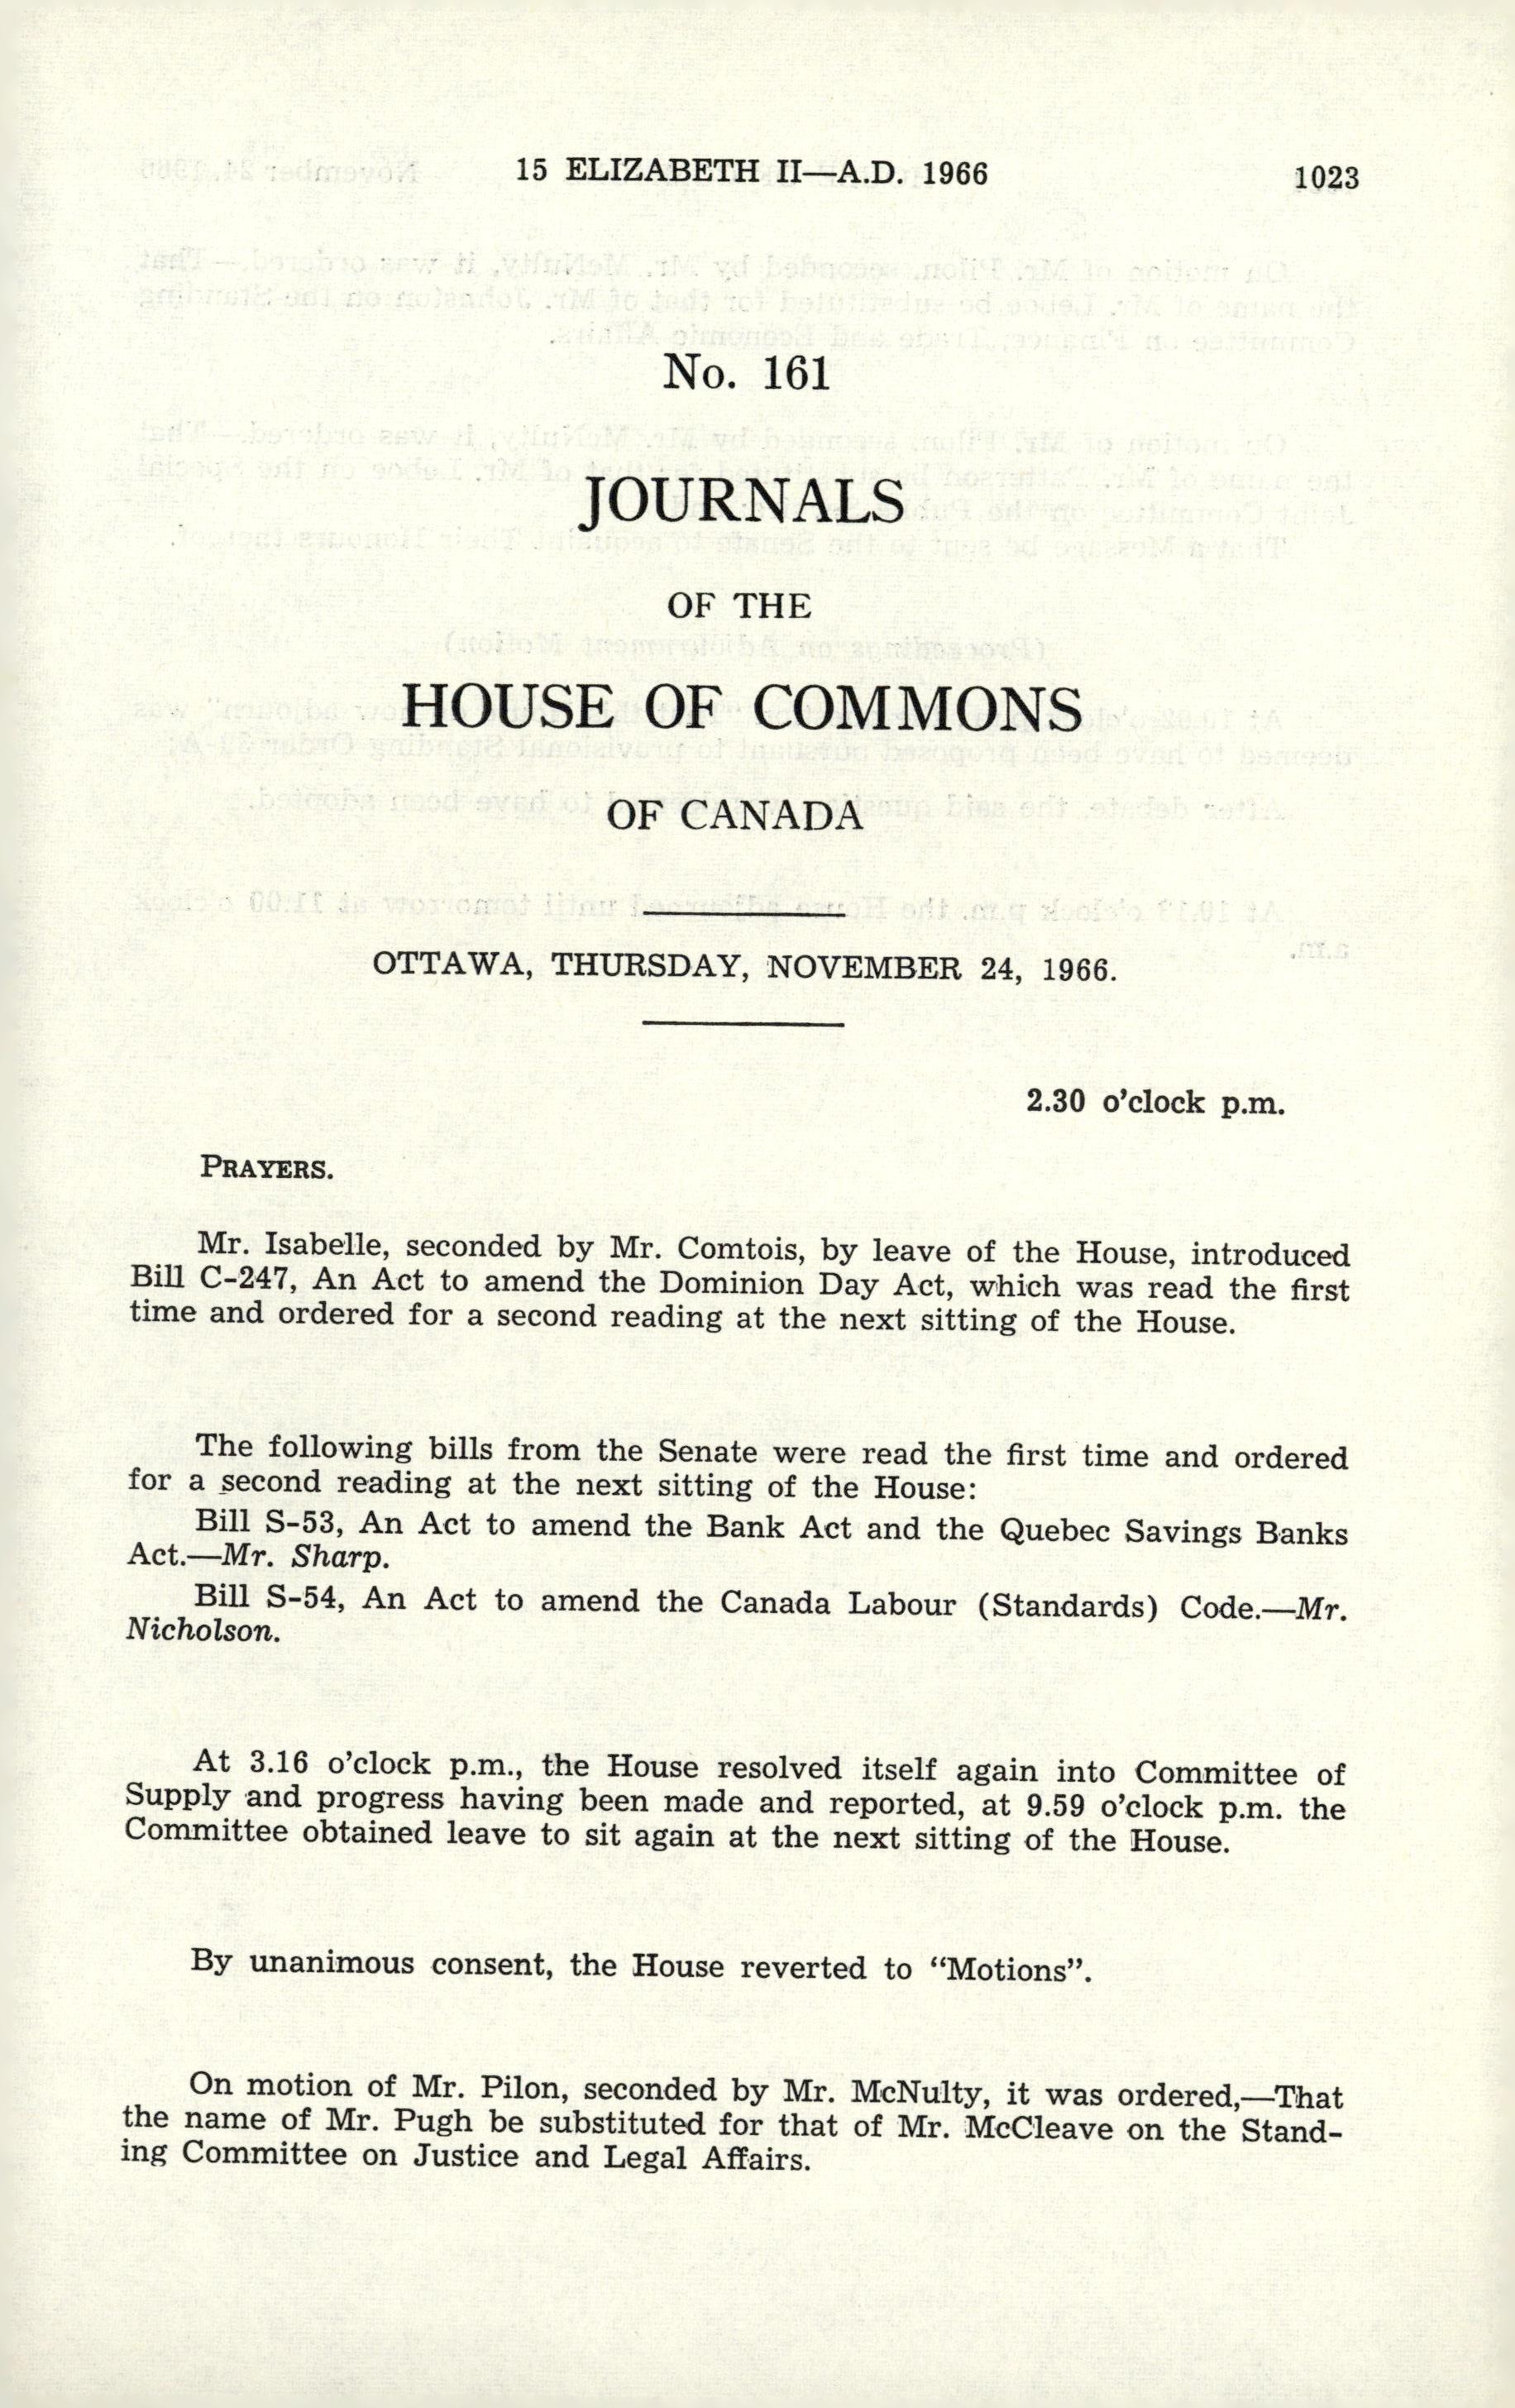 15 ELIZABETH II—A.D. 1966 1023
No. 161
JOURNALS
OF THE
HOUSE OF COMMONS
OF CANADA
OTTAWA, THURSDAY, NOVEMBER 24, 1966.
2.30 o'clock p.m.
PRAYERS.
Mr. Isabelle, seconded by Mr. Comtois, by leave of the House, introduced
Bill C-247, An Act to amend the Dominion Day Act, which was read the first
time and ordered for a second reading at the next sitting of the House.
The following bills from the Senate were read the first time and ordered
for a second reading at the next sitting of the House:
Bill S-53, An Act to amend the Bank Act and the Quebec Savings Banks
Act.—Mr. Sharp.
Bill S-54, An Act to amend the Canada Labour (Standards) Code.—Mr.
Nicholson.
At 3.16 o'clock p.m., the House resolved itself again into Committee of
Supply and progress having been made and reported, at 9.59 o'clock p.m. the
Committee obtained leave to sit again at the next sitting of the House.
By unanimous consent, the House reverted to “Motions”.
On motion of Mr. Pilon, seconded by Mr. McNulty, it was ordered,—That
the name of Mr. Pugh be substituted for that of Mr. McCleave on the Stand-
ing Committee on Justice and Legal Affairs.